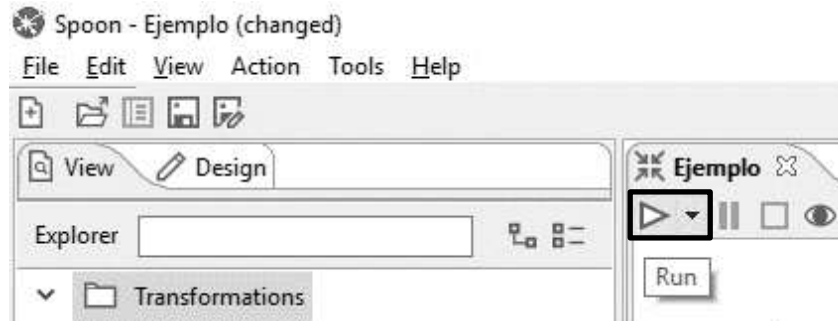 Spoon - Ejemplo (changed)
File Edit View Action Tools Help
View Design
Ejemplo
Explorer
Run
Transformations